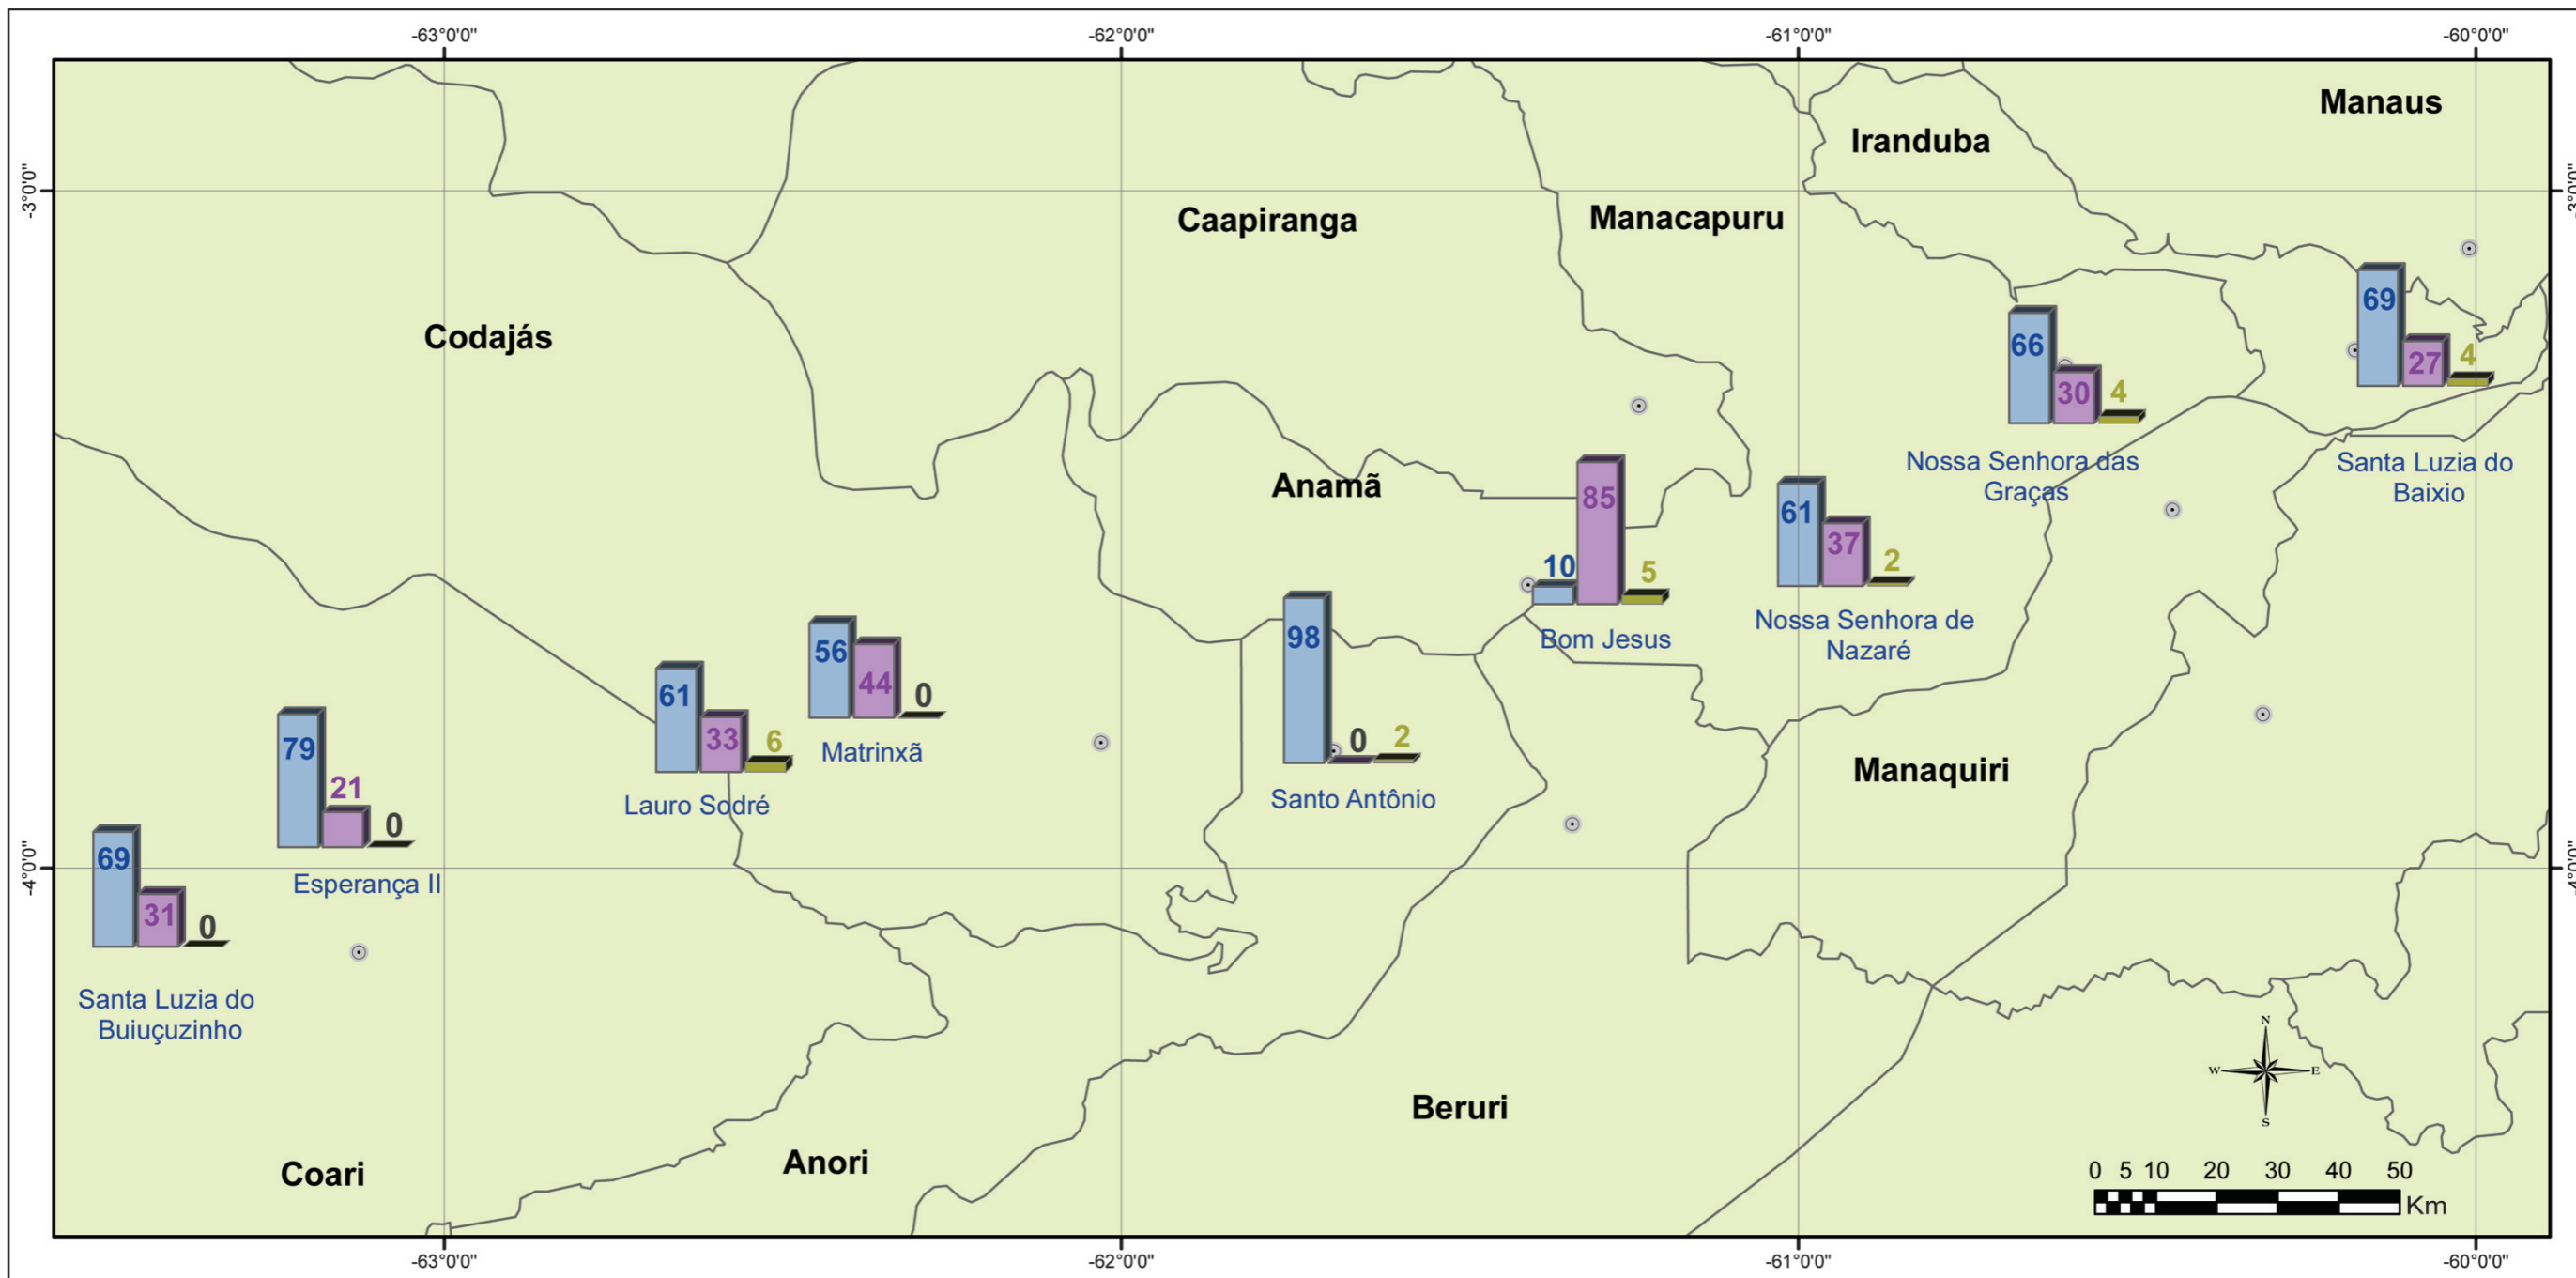 -63°0'0"
-62°0'0"
-61°0'0"
-60°0'0"
Manaus
Iranduba
-3°0'0"
-3°0'0"
Caapiranga
Manacapuru
Codajás
69
27
4
66
30
4
Nossa Senhora das
Graças
Santa Luzia do
Baixio
Anamã
10
85
5
Bom Jesus
61
37
2
Nossa Senhora de
Nazaré
98
0
2
Santo Antônio
56
44
0
Matrinxã
61
33
6
Lauro Sodré
79
21
0
Esperança II
69
31
0
Santa Luzia do
Buiuçuzinho
Manaquiri
-4°0'0"
-4°0'0"
Beruri
Anori
Coari
N
W
E
S
0 5 10 20 30 40 50
Km
-63°0'0"
-62°0'0"
-61°0'0"
-60°0'0"